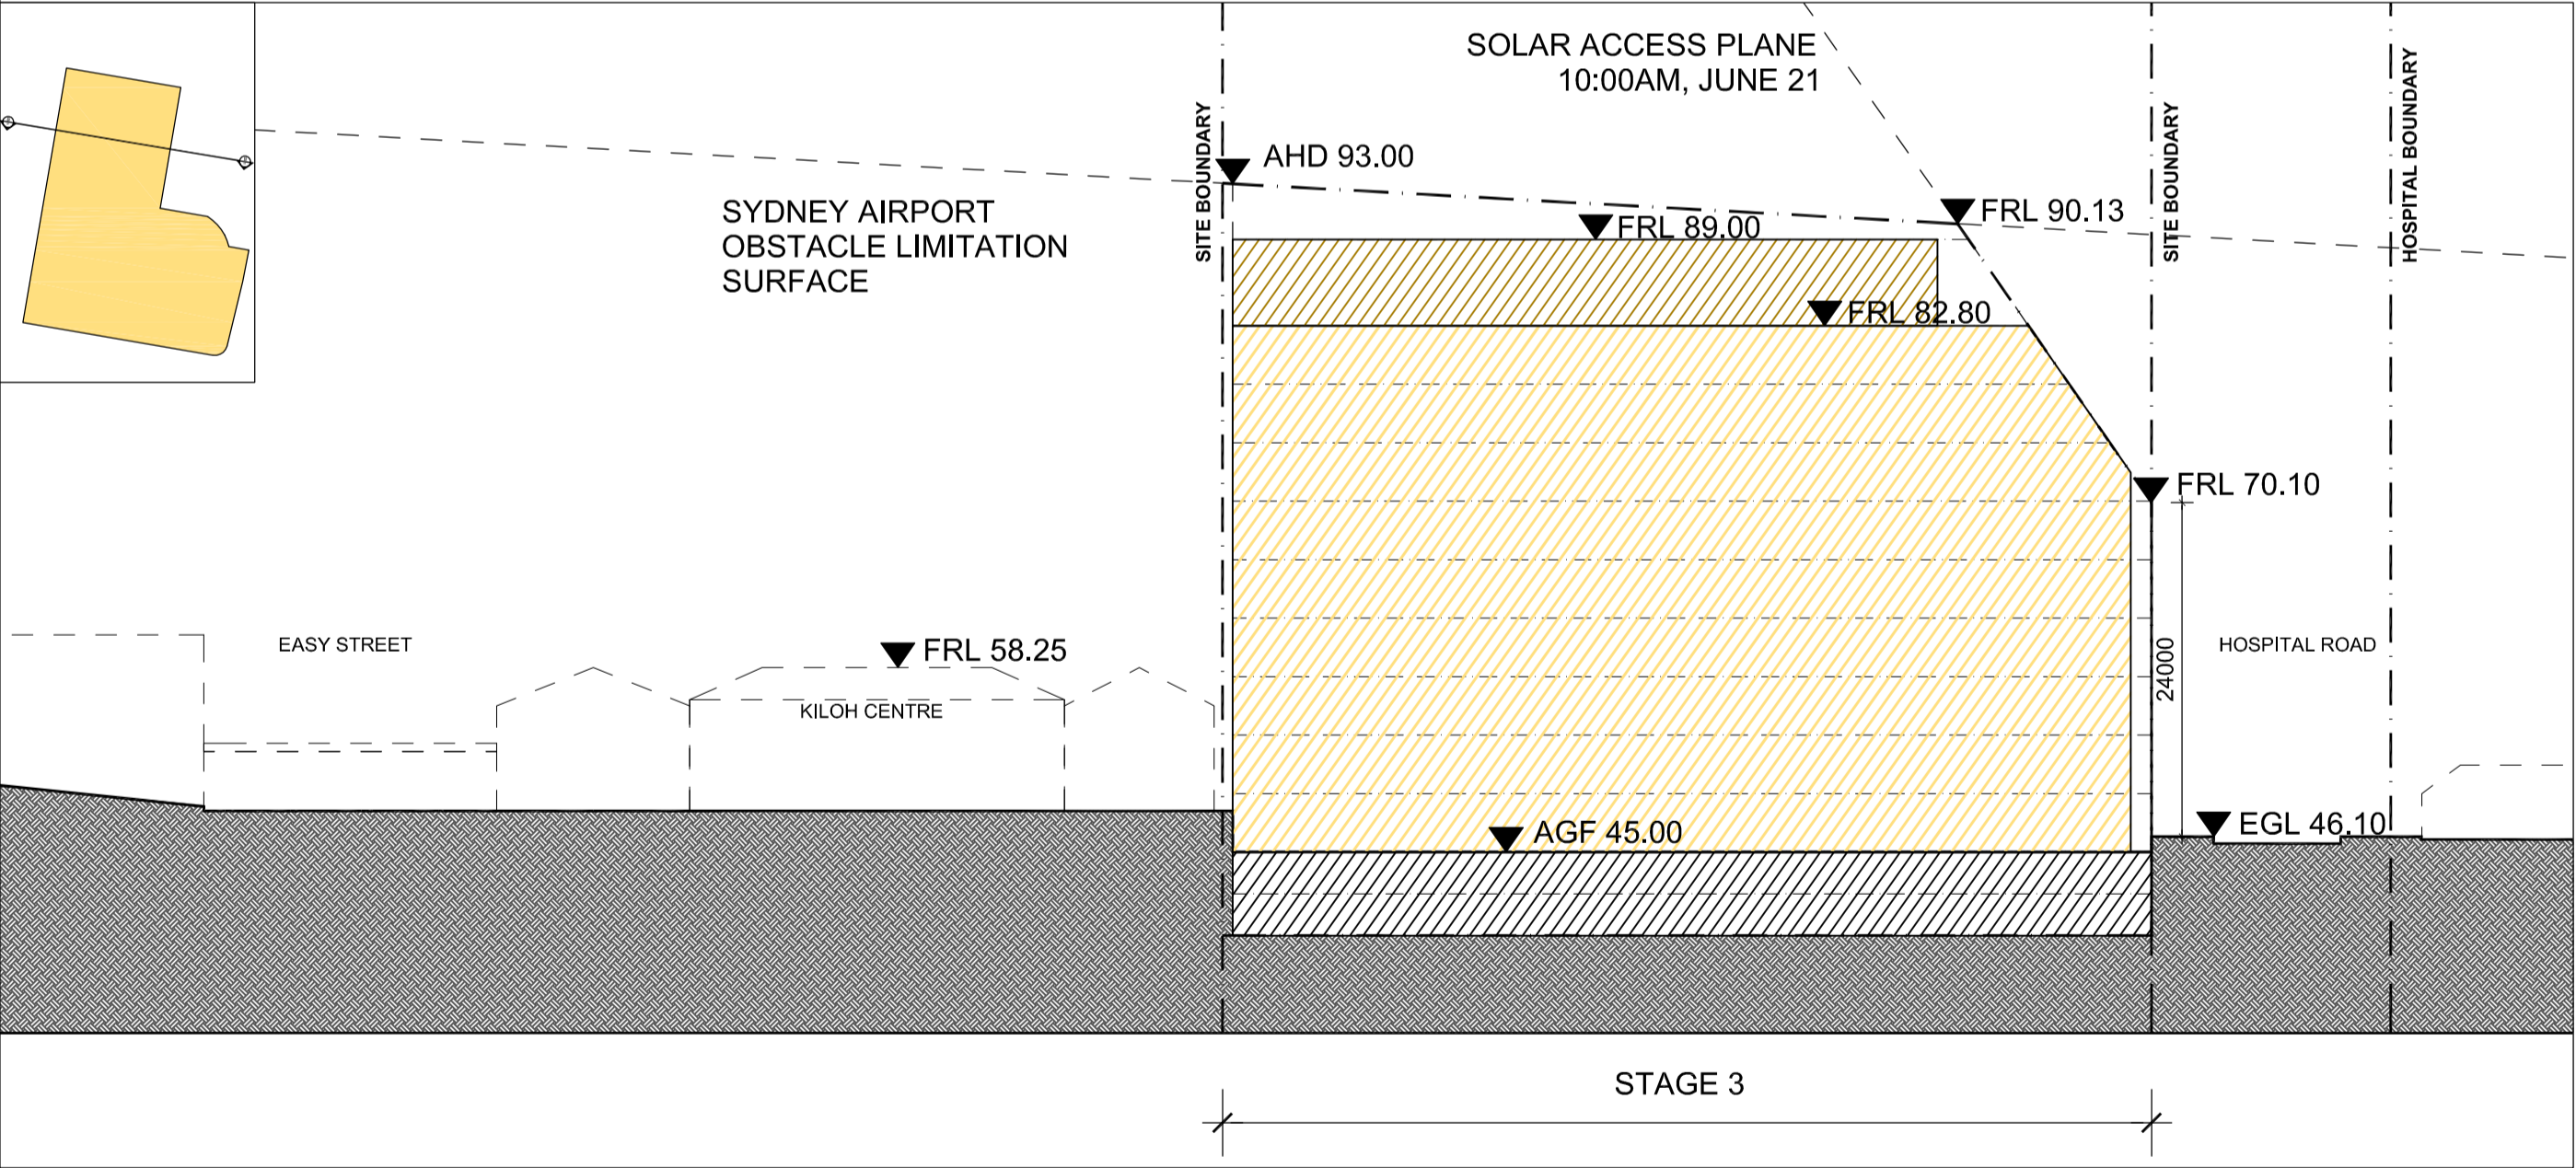 SOLAR ACCESS PLANE
10:00AM, JUNE 21
SITE BOUNDARY
AHD 93.00
SYDNEY AIRPORT
OBSTACLE LIMITATION
SURFACE
FRL 89.00
FRL 90.13
SITE BOUNDARY
HOSPITAL BOUNDARY
FRL 82.80
FRL 70.10
EASY STREET
FRL 58.25
KILOH CENTRE
24000
HOSPITAL ROAD
AGF 45.00
EGL 46.10
STAGE 3